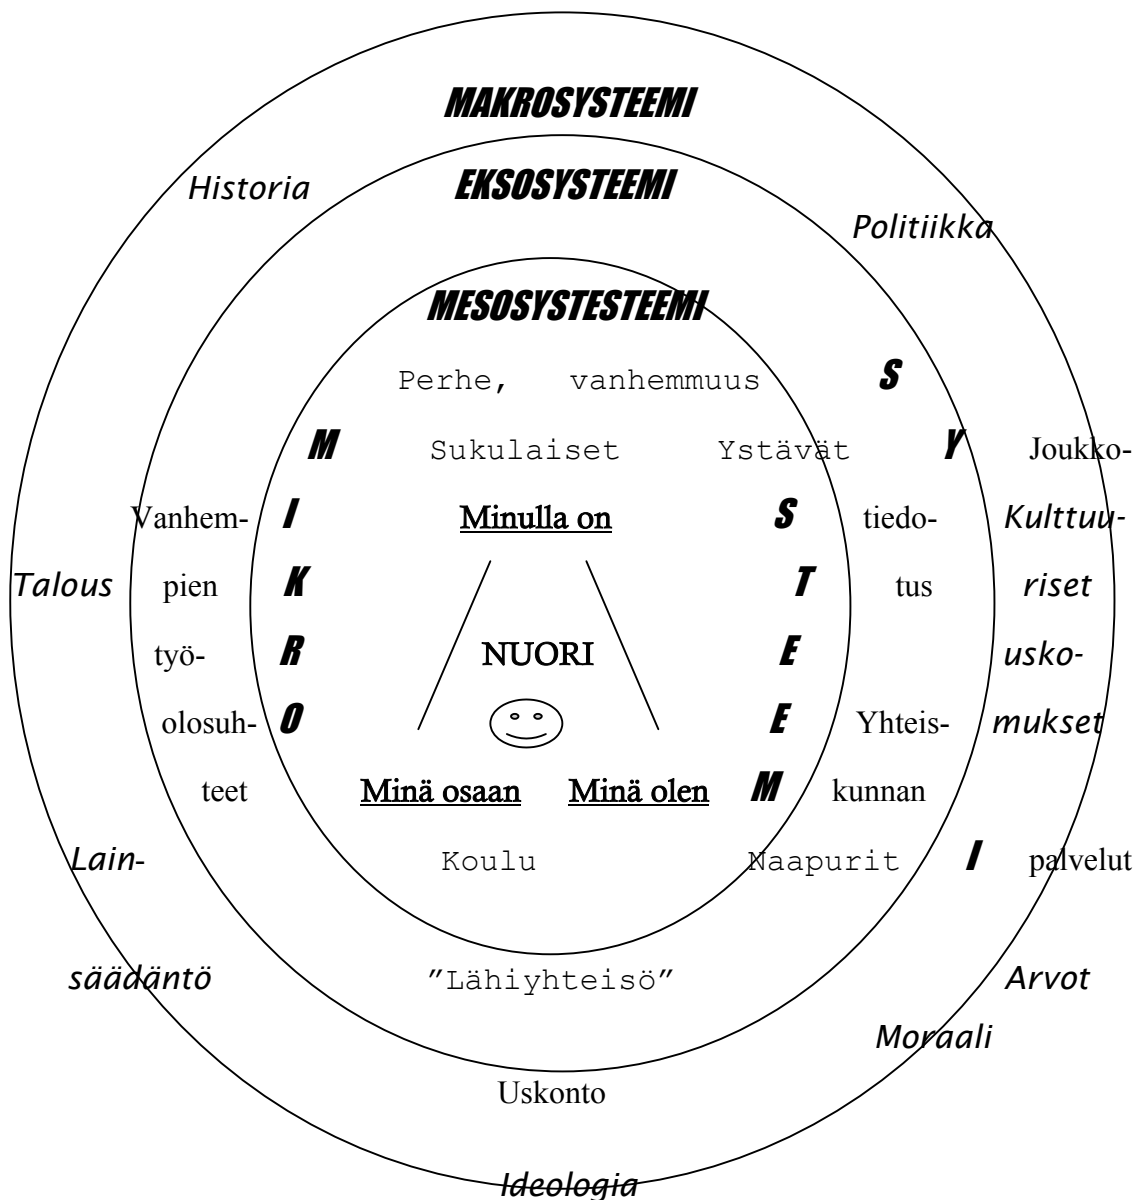 MAKROSYSTEEMI
Historia EKSOSYSTEEMI
Politiikka
MESOSYSTESTEEMI
Perhe, vanhemmuus S
M Sukulaiset Ystävät Y Joukko-
Vanhem- I Minulla on S tiedo- Kulttuu-
Talous pien K T tus riset
työ- R NUORI E usko-
olosuh- O E Yhteis- mukset
teet Minä osaan Minä olen M kunnan
Lain- Koulu Naapurit I palvelut
säädäntö "Lähiyhteisö" Arvot
Moraali
Uskonto
Ideologia